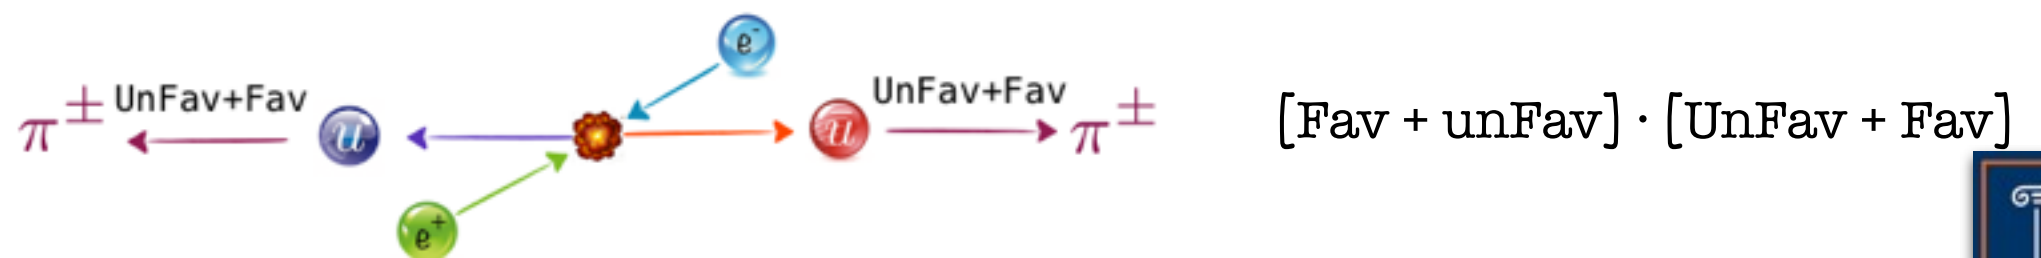 e⁻
π± UnFav+Fav u ū UnFav+Fav π± [Fav + unFav] · [UnFav + Fav]
e⁺